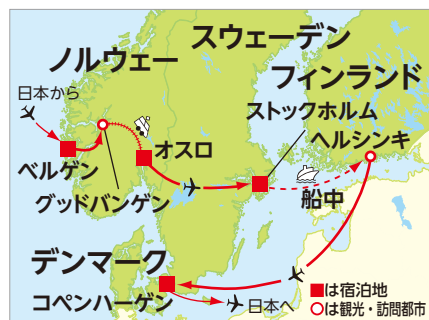 スウェーデン
ノルウェー
フィンランド
日本から
ストックホルム
ヘルシンキ
オスロ
ベルゲン
グッドバンゲン
船中
デンマーク
コペンハーゲン
日本へ
■は宿泊地
○は観光・訪問都市